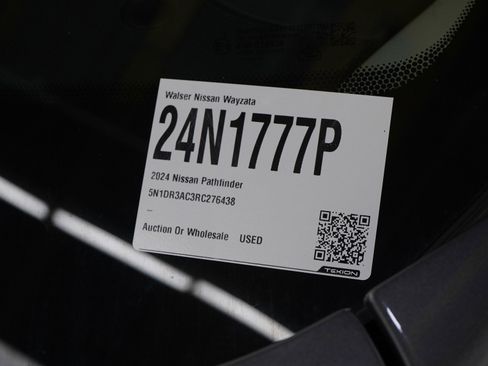 Walser Nissan Wayzata
24N1777P
2024 Nissan Pathfinder
5N1DR3AC3RC276438
Auction Or Wholesale USED
TEKION